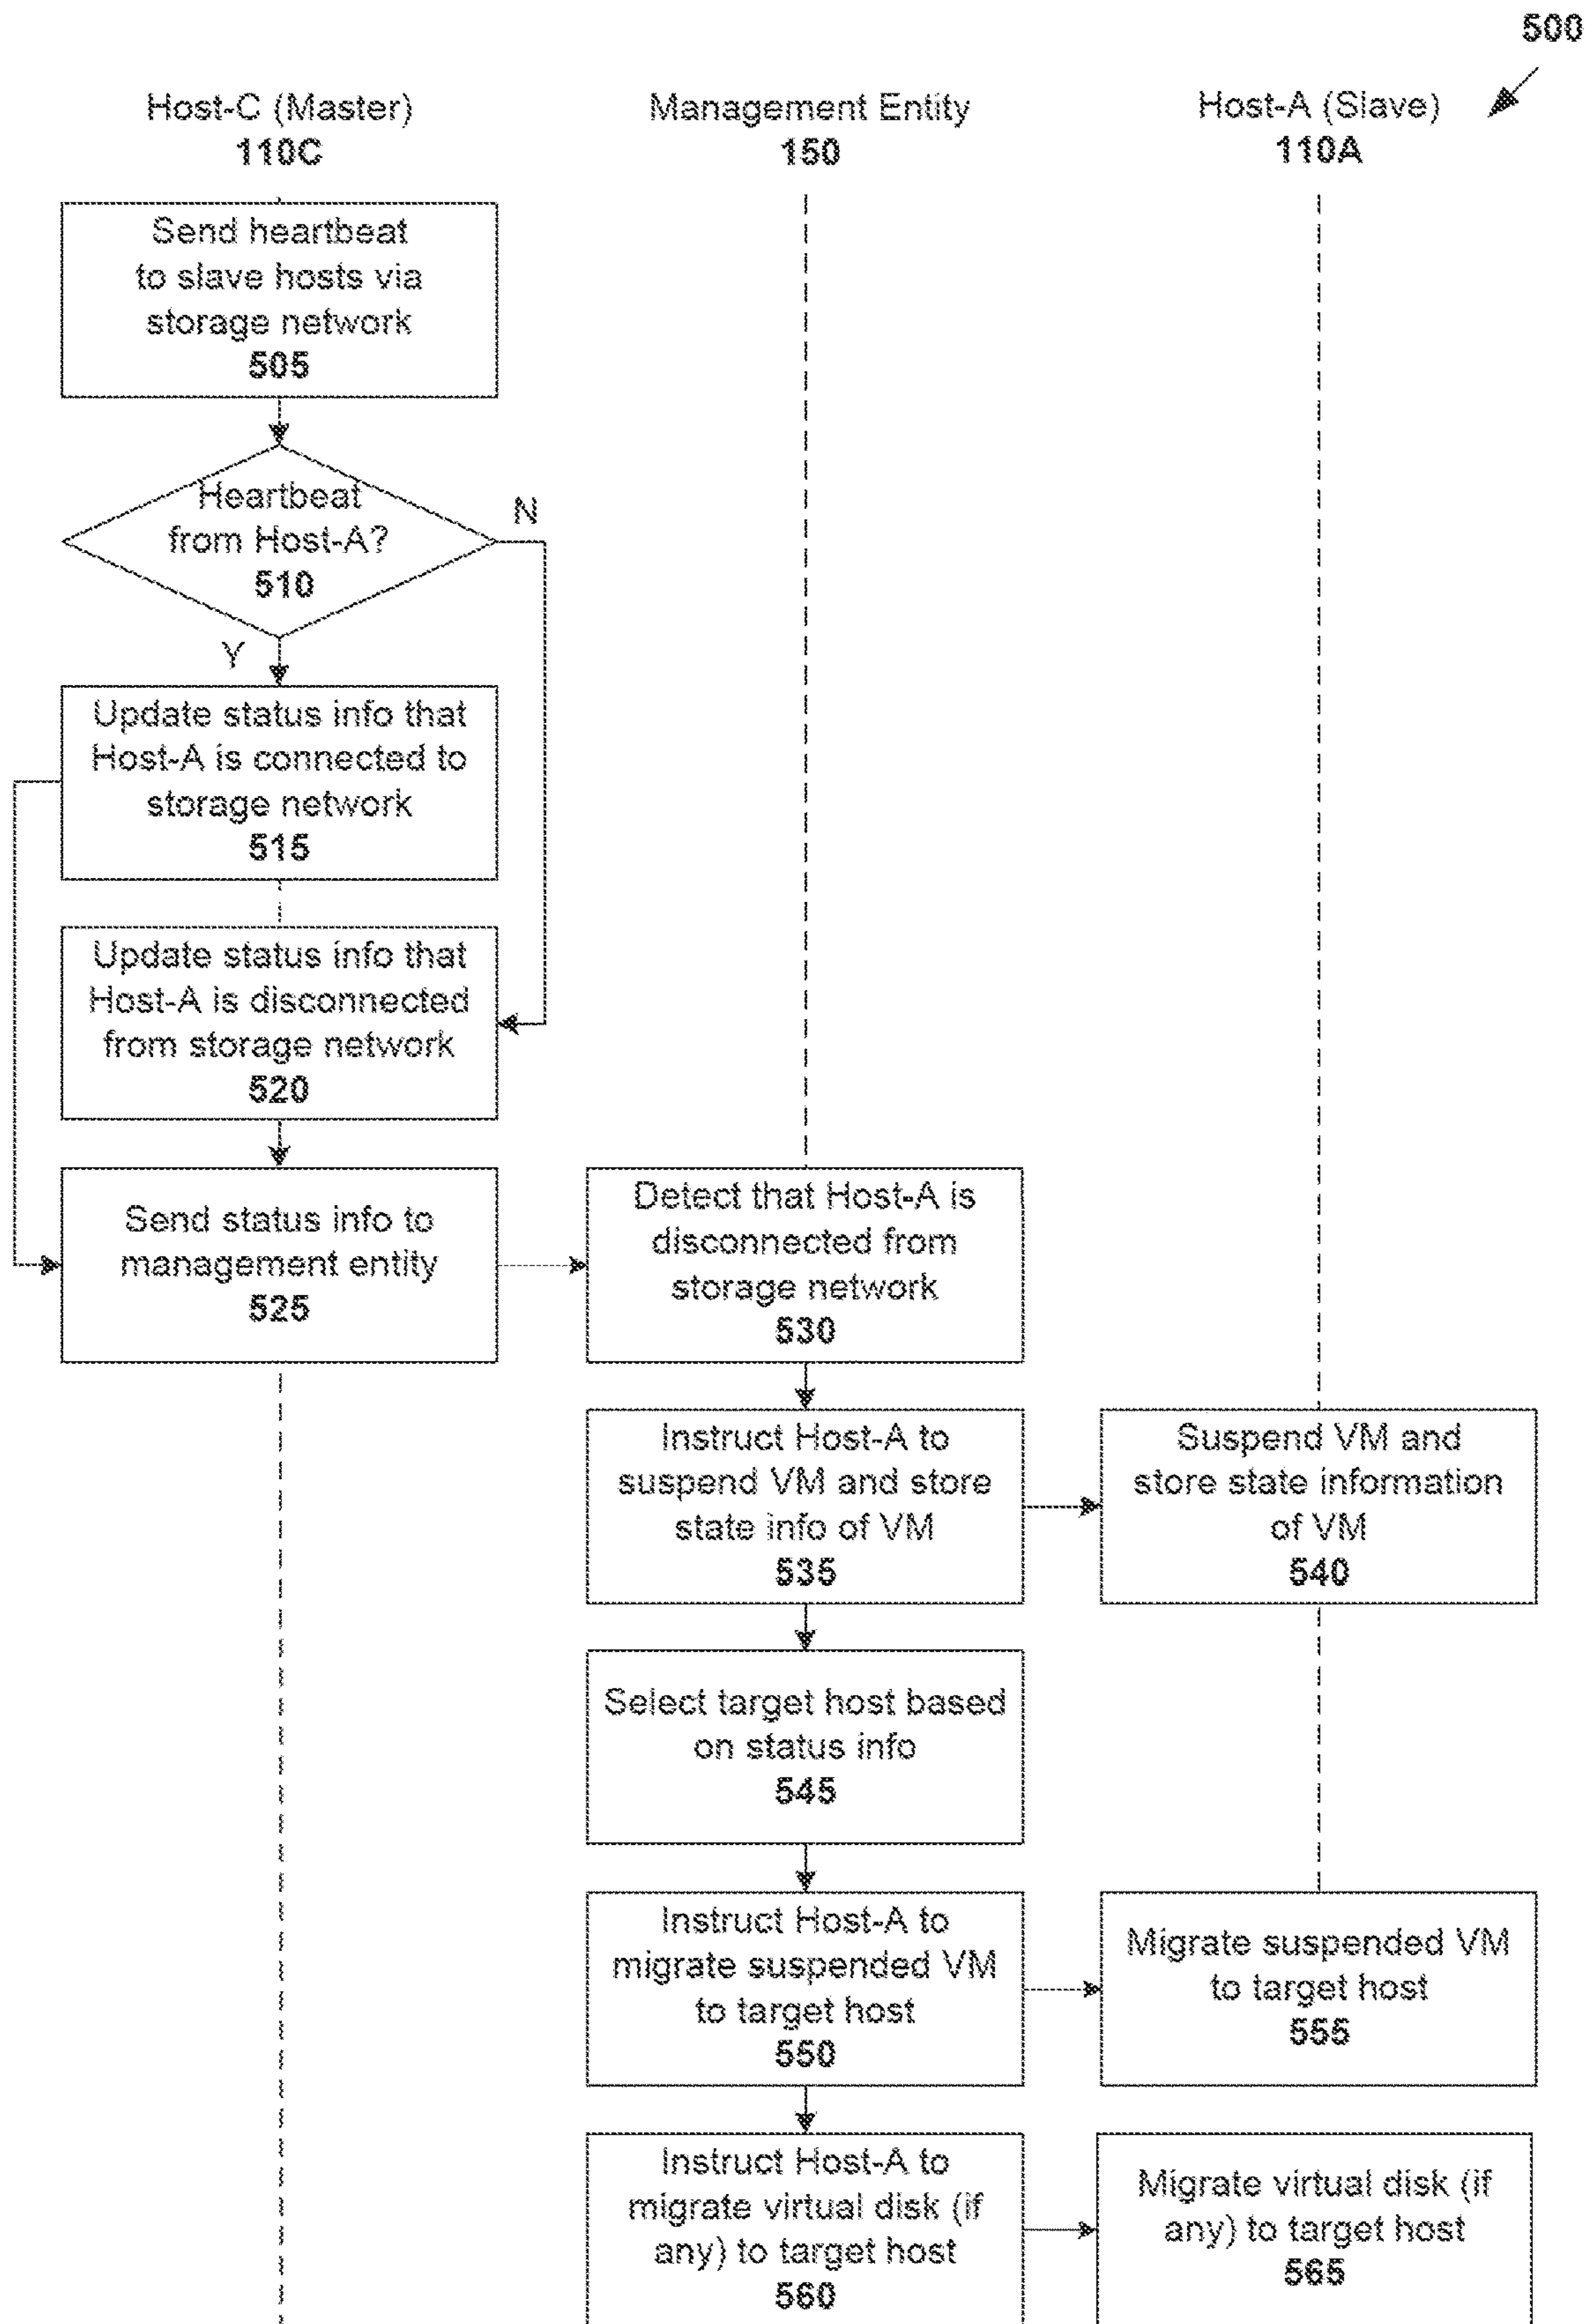 500
Host-C (Master)
110C
Management Entity
150
Host-A (Slave)
110A
Send heartbeat
to slave hosts via
storage network
505
Heartbeat
from Host-A?
510
N
Y
Update status info that
Host-A is connected to
storage network
515
Update status info that
Host-A is disconnected
from storage network
520
Send status info to
management entity
525
Detect that Host-A is
disconnected from
storage network
530
Instruct Host-A to
suspend VM and store
state info of VM
535
Suspend VM and
store state information
of VM
540
Select target host based
on status info
545
Instruct Host-A to
migrate suspended VM
to target host
550
Migrate suspended VM
to target host
555
Instruct Host-A to
migrate virtual disk (if
any) to target host
560
Migrate virtual disk (if
any) to target host
565